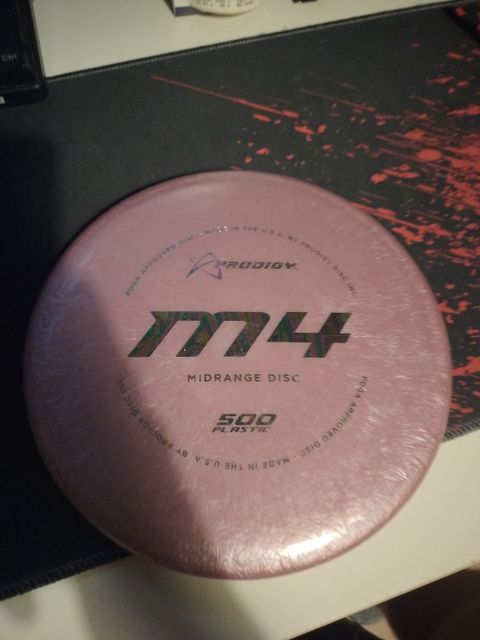 PDGA APPROVED DISC - MADE IN THE U.S.A. BY PRODIGY DISC INC
PRODIGY
M4
MIDRANGE DISC
500
PLASTIC
PDGA APPROVED DISC - MADE IN THE U.S.A. BY PRODIGY DISC INC
Ctrl